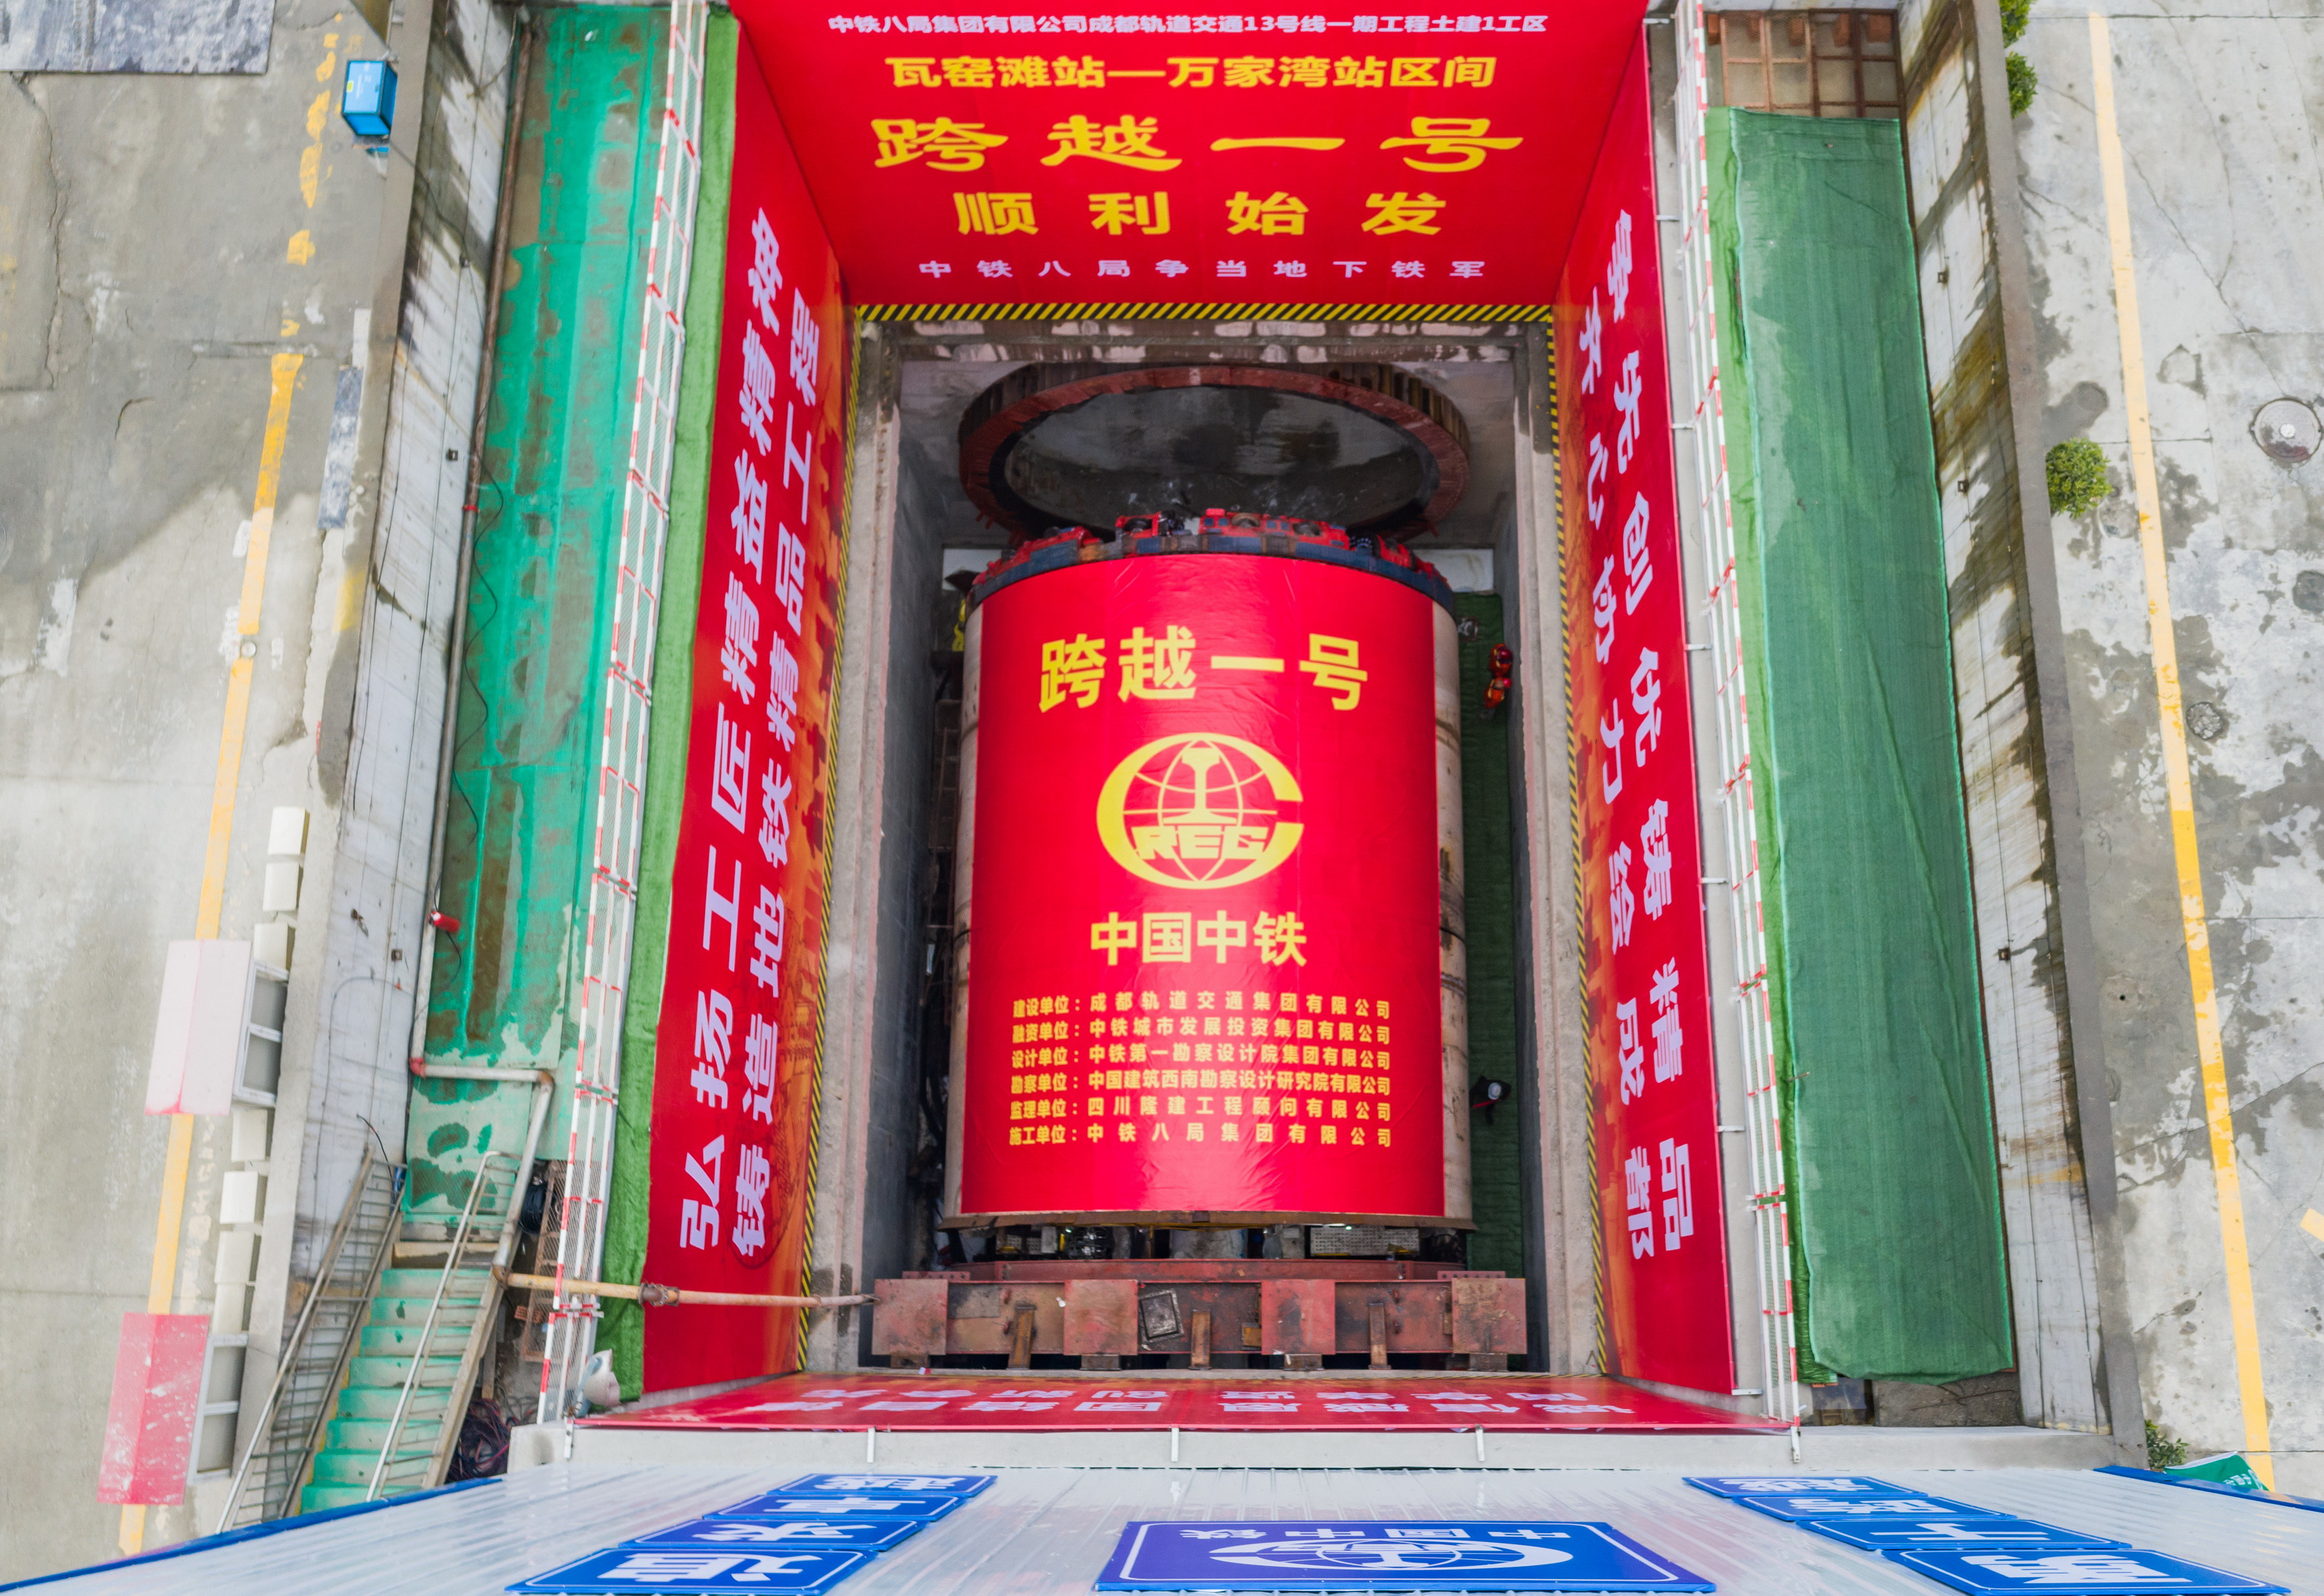 中铁八局集团有限公司成都轨道交通13号线一期工程土建1工区
瓦窑滩站—万家湾站区间
跨越一号
顺利始发
中铁八局争当地下铁军
弘扬工匠精神精益精神
铸造地铁精品工程
争先创优铸精品
齐心协力绘成都
跨越一号
CREG
中国中铁
建设单位：成都轨道交通集团有限公司
融资单位：中铁城市发展投资集团有限公司
设计单位：中铁第一勘察设计院集团有限公司
勘察单位：中国建筑西南勘察设计研究院有限公司
监理单位：四川隆建工程顾问有限公司
施工单位：中铁八局集团有限公司
中国中铁